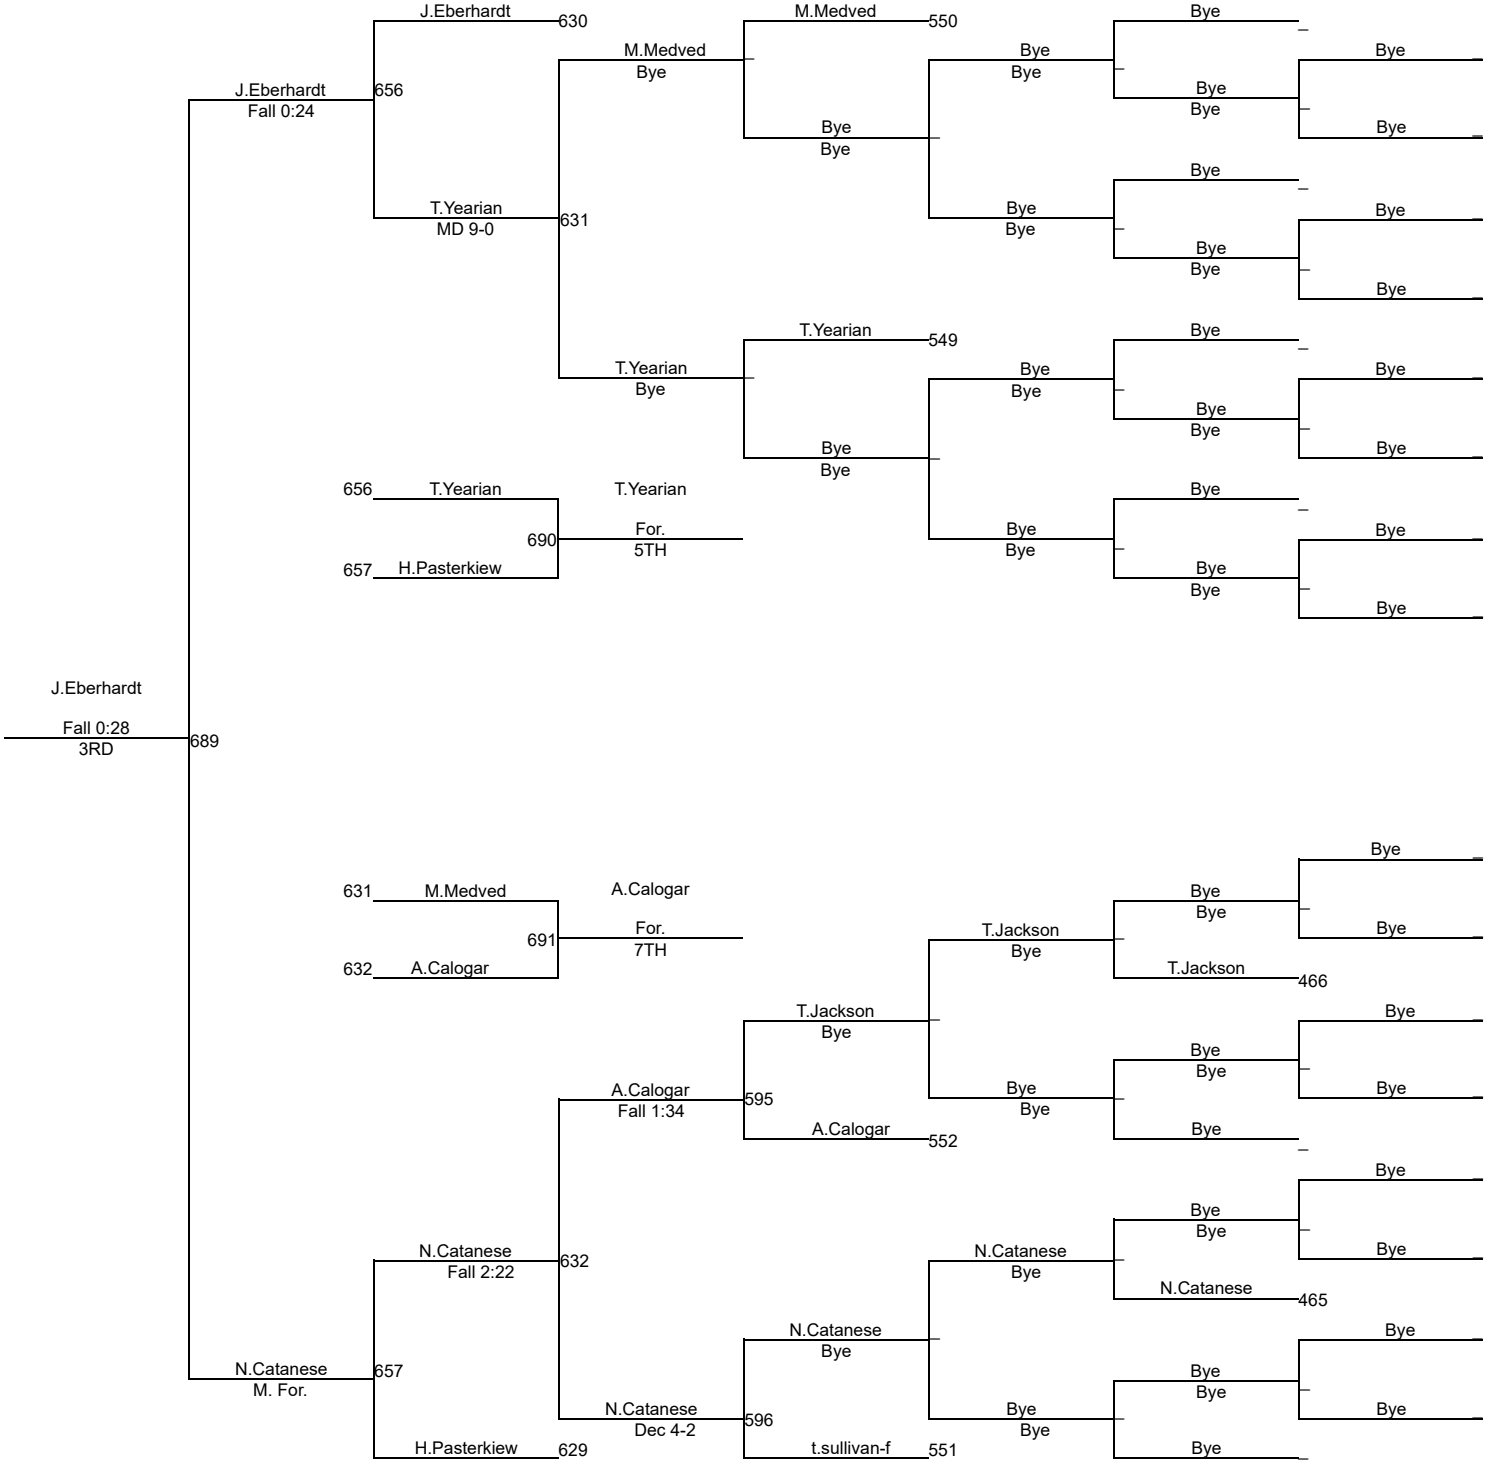 J.Eberhardt
630
M.Medved
550
Bye
M.Medved
Bye
Bye
Bye
Bye
Bye
J.Eberhardt
Fall 0:24
656
Bye
Bye
Bye
Bye
Bye
Bye
T.Yearian
MD 9-0
631
Bye
Bye
Bye
Bye
Bye
Bye
T.Yearian
549
Bye
T.Yearian
Bye
Bye
Bye
Bye
Bye
Bye
Bye
Bye
Bye
656
T.Yearian
T.Yearian
Bye
690
For.
5TH
Bye
Bye
Bye
657
H.Pasterkiew
Bye
Bye
Bye
J.Eberhardt
Fall 0:28
3RD
689
Bye
631
M.Medved
A.Calogar
Bye
Bye
691
For.
7TH
T.Jackson
Bye
Bye
632
A.Calogar
T.Jackson
466
T.Jackson
Bye
Bye
Bye
Bye
A.Calogar
Fall 1:34
595
Bye
Bye
Bye
A.Calogar
552
Bye
Bye
Bye
Bye
N.Catanese
Fall 2:22
632
N.Catanese
Bye
Bye
N.Catanese
465
N.Catanese
Bye
Bye
N.Catanese
M. For.
657
Bye
Bye
N.Catanese
Dec 4-2
596
Bye
Bye
Bye
H.Pasterkiew
629
t.sullivan-f
551
Bye